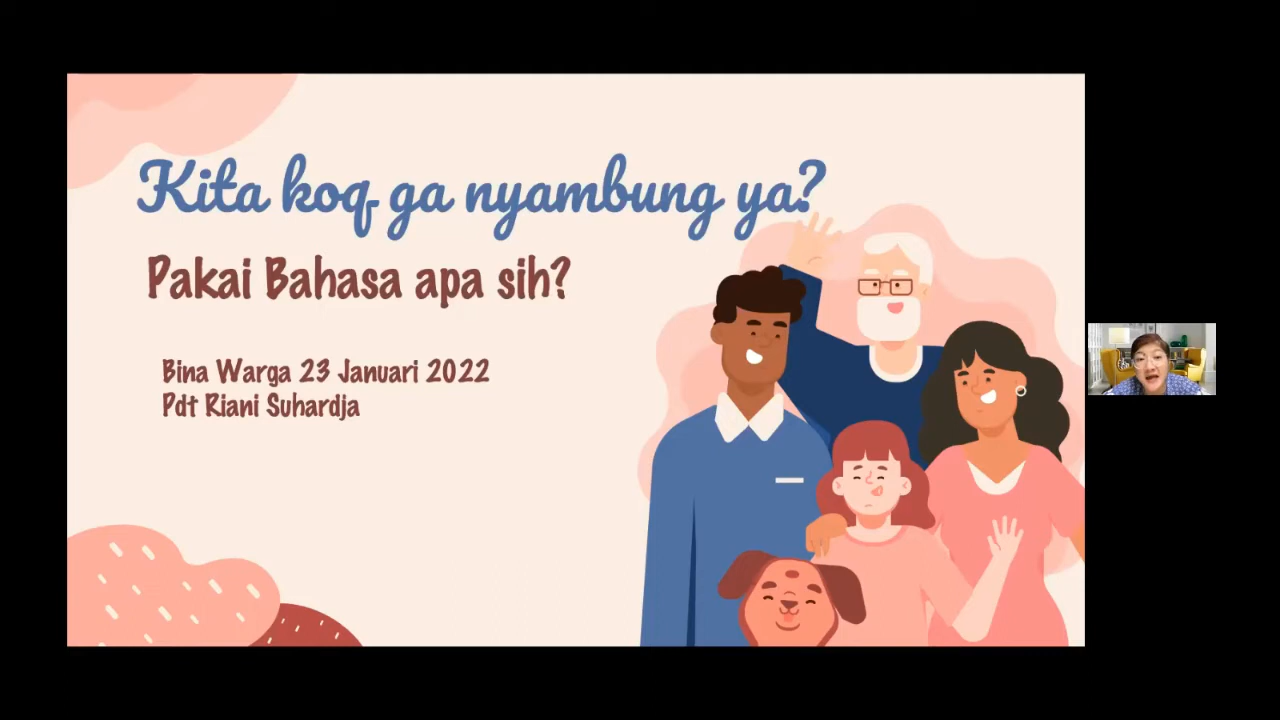 Kita koq ga nyambung ya?
Pakai Bahasa apa sih?
Bina Warga 23 Januari 2022
Pdt Riani Suhardja